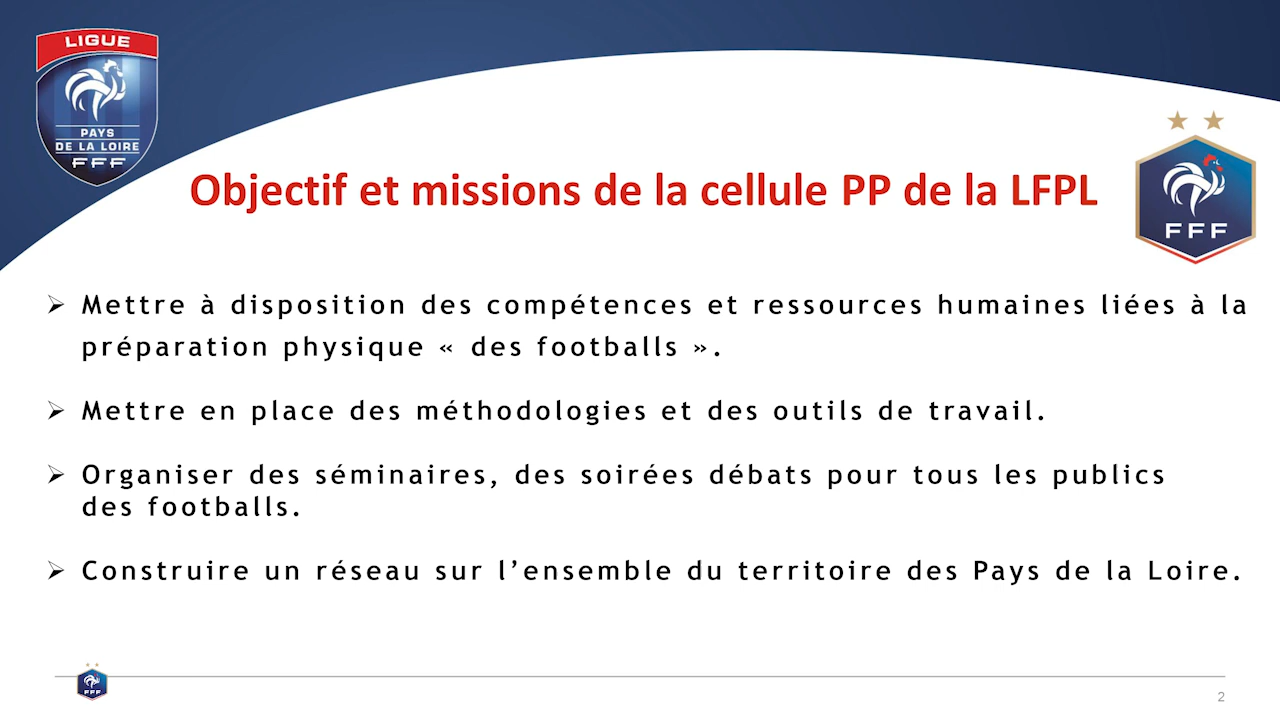 LIGUE
PAYS
DE LA LOIRE
FFF
Objectif et missions de la cellule PP de la LFPL
FFF
➢ Mettre à disposition des compétences et ressources humaines liées à la
préparation physique « des footballs ».
➢ Mettre en place des méthodologies et des outils de travail.
➢ Organiser des séminaires, des soirées débats pour tous les publics
des footballs.
➢ Construire un réseau sur l’ensemble du territoire des Pays de la Loire.
FFF
2